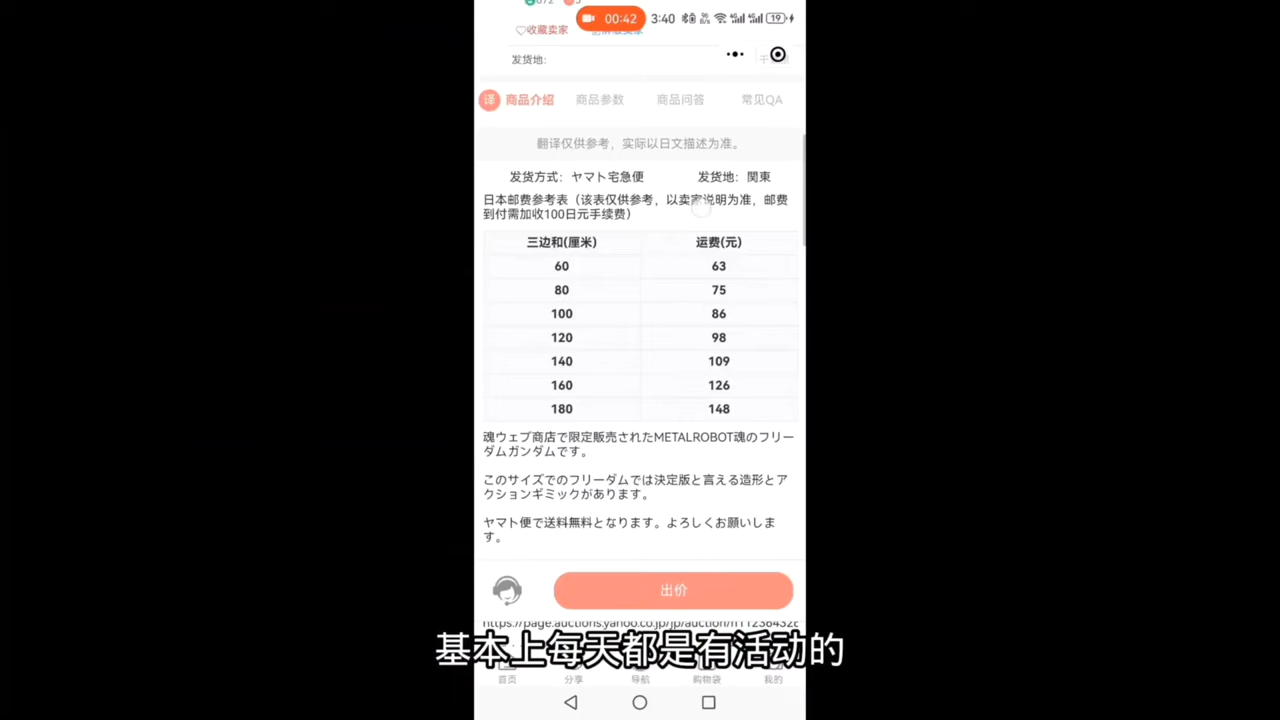 00:42 3:40 19
收藏卖家
发货地:
译 商品介绍 商品参数 商品问答 常见QA
翻译仅供参考，实际以日文描述为准。
发货方式：ヤマト宅急便 发货地：関東
日本邮费参考表（该表仅供参考，以卖家说明为准，邮费
到付需加收100日元手续费）
三边和(厘米) 运费(元)
60 63
80 75
100 86
120 98
140 109
160 126
180 148
魂ウェブ商店で限定販売されたMETALROBOT魂のフリー
ダムガンダムです。
このサイズでのフリーダムでは決定版と言える造形とア
クションギミックがあります。
ヤマト便で送料無料となります。よろしくお願いしま
す。
出价
基本上每天都是有活动的
首页 分享 导航 购物袋 我的